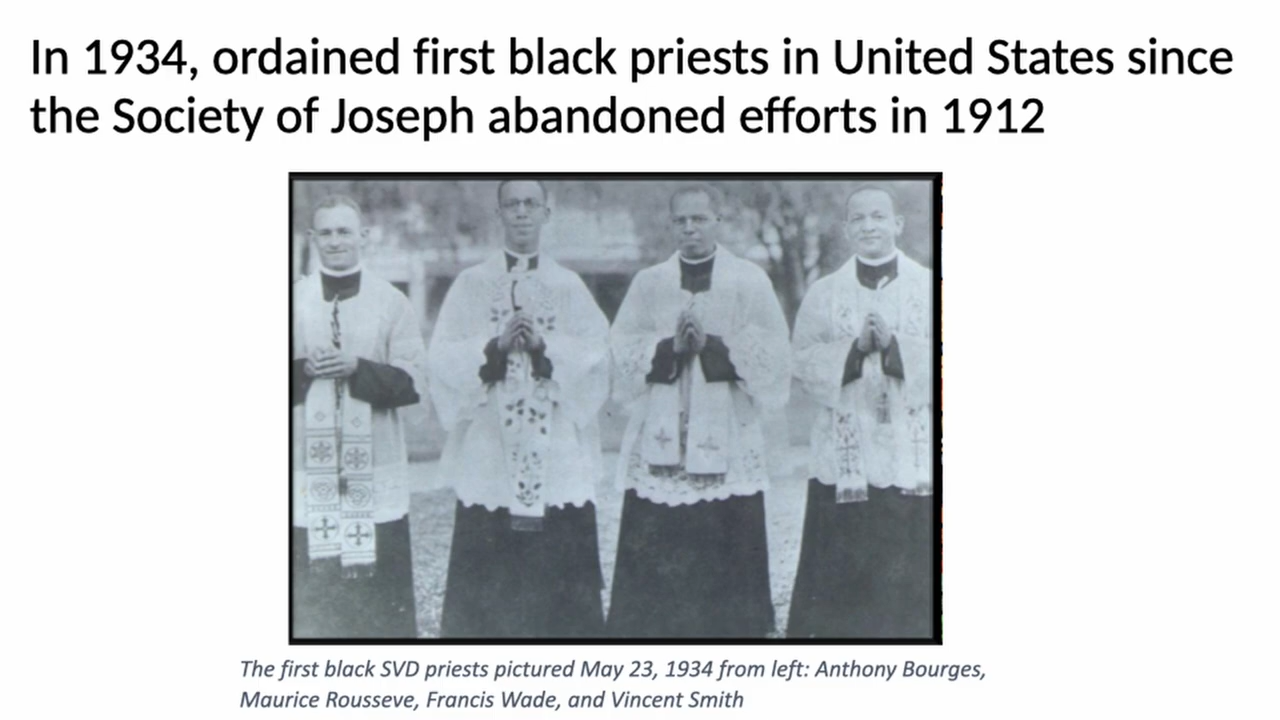 In 1934, ordained first black priests in United States since
the Society of Joseph abandoned efforts in 1912
The first black SVD priests pictured May 23, 1934 from left: Anthony Bourges,
Maurice Rousseve, Francis Wade, and Vincent Smith